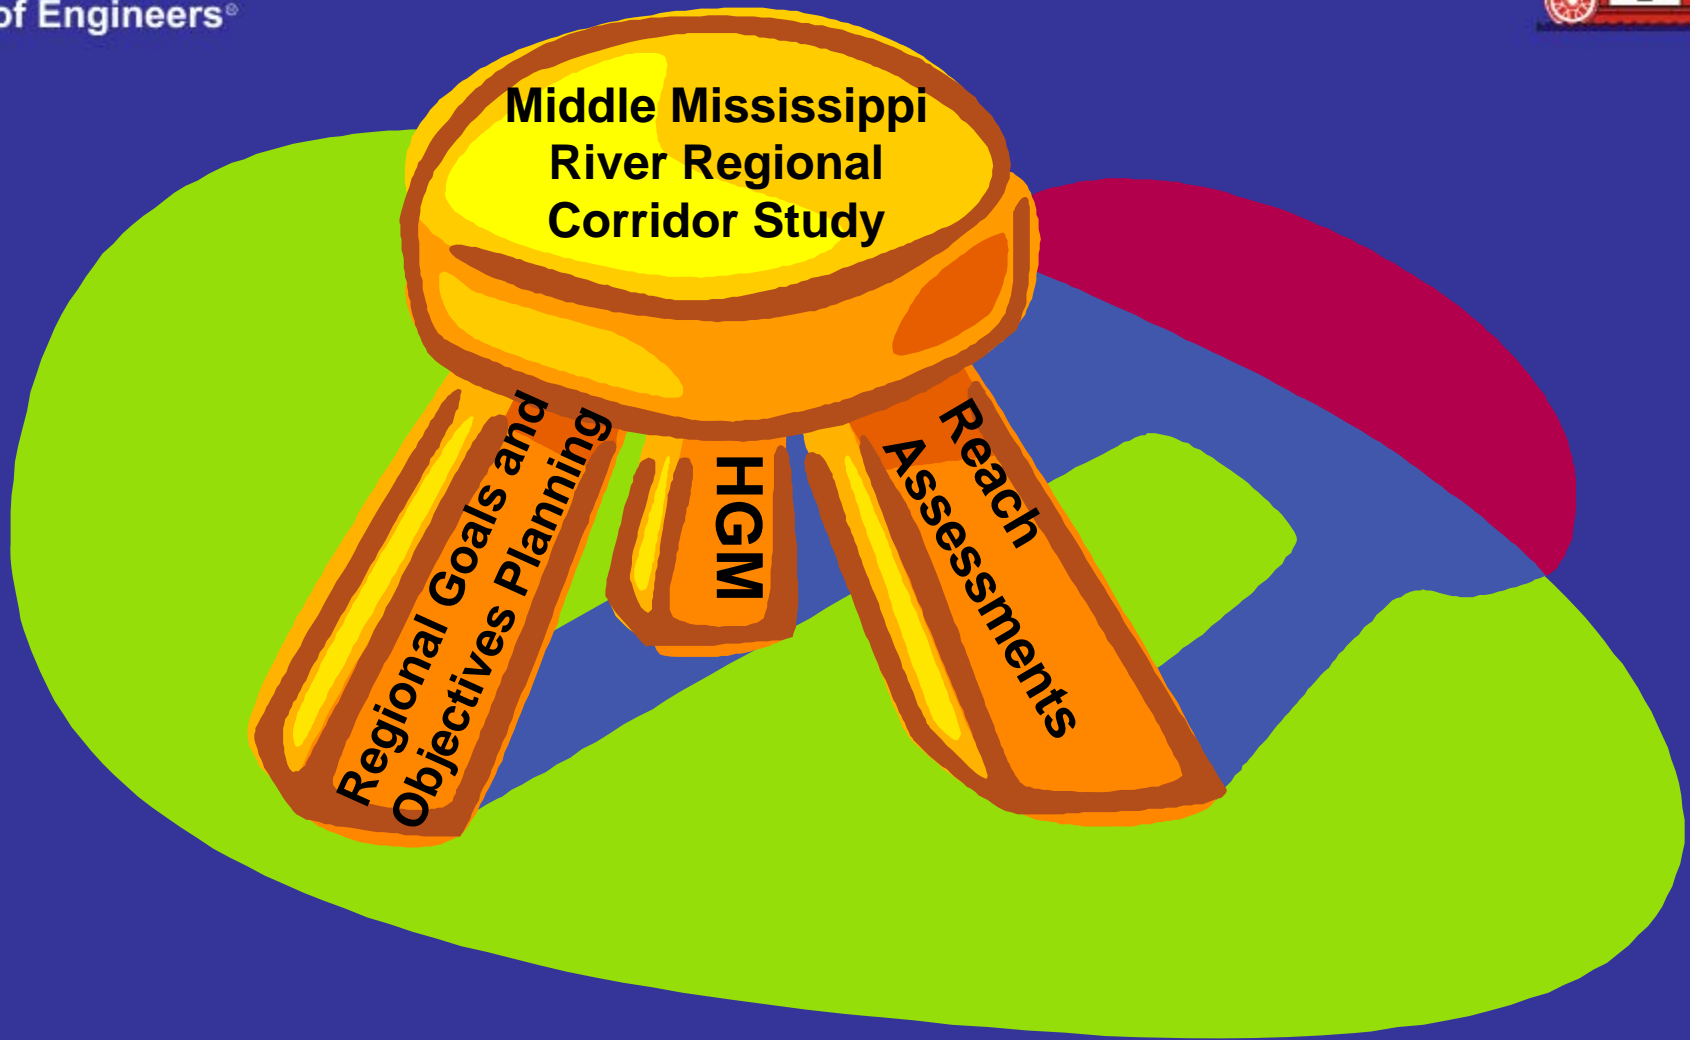 of Engineers®
Middle Mississippi
River Regional
Corridor Study
Regional Goals and
Objectives Planning
HGM
Reach
Assessments